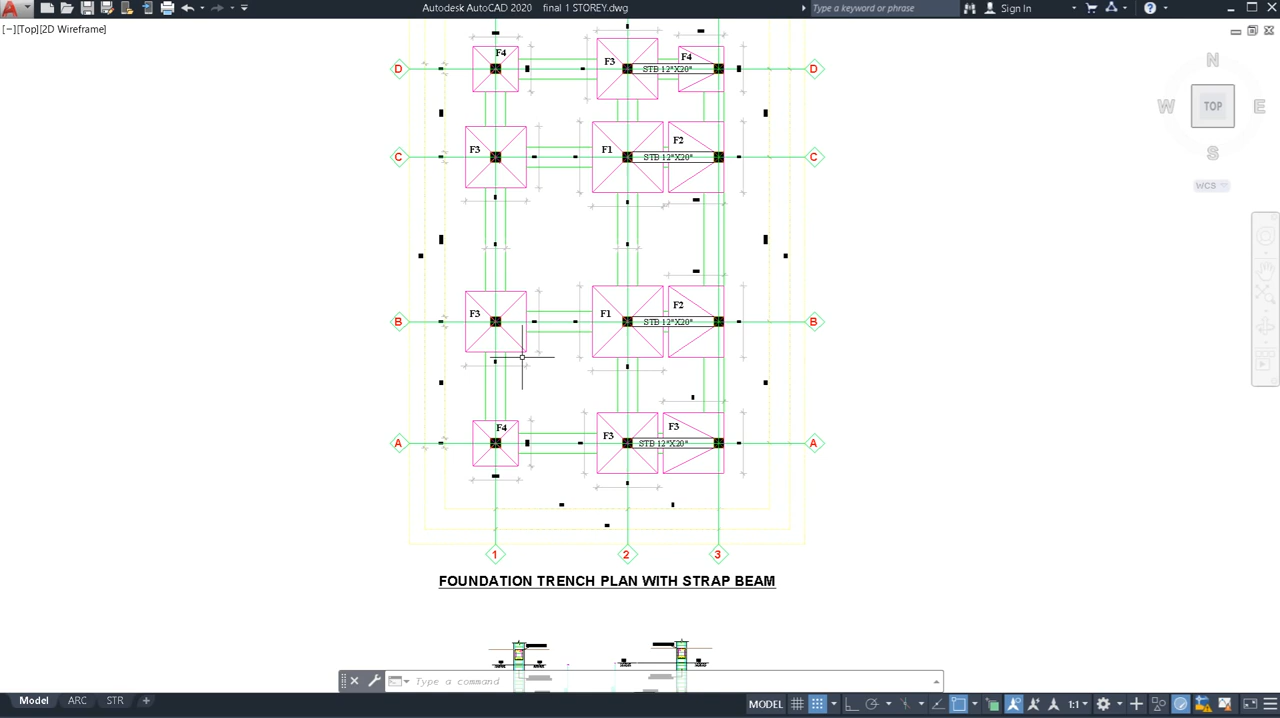 Autodesk AutoCAD 2020 final 1 STOREY.dwg
Type a keyword or phrase
Sign In
[−][Top][2D Wireframe]
N
W TOP E
S
WCS
F4 F3 F4
D STB 12"X20" D
F3 F1 F2
C STB 12"X20" C
F3 F1 F2
B STB 12"X20" B
F4 F3 F3
A STB 12"X20" A
1 2 3
FOUNDATION TRENCH PLAN WITH STRAP BEAM
Type a command
Model ARC STR +
MODEL 1:1